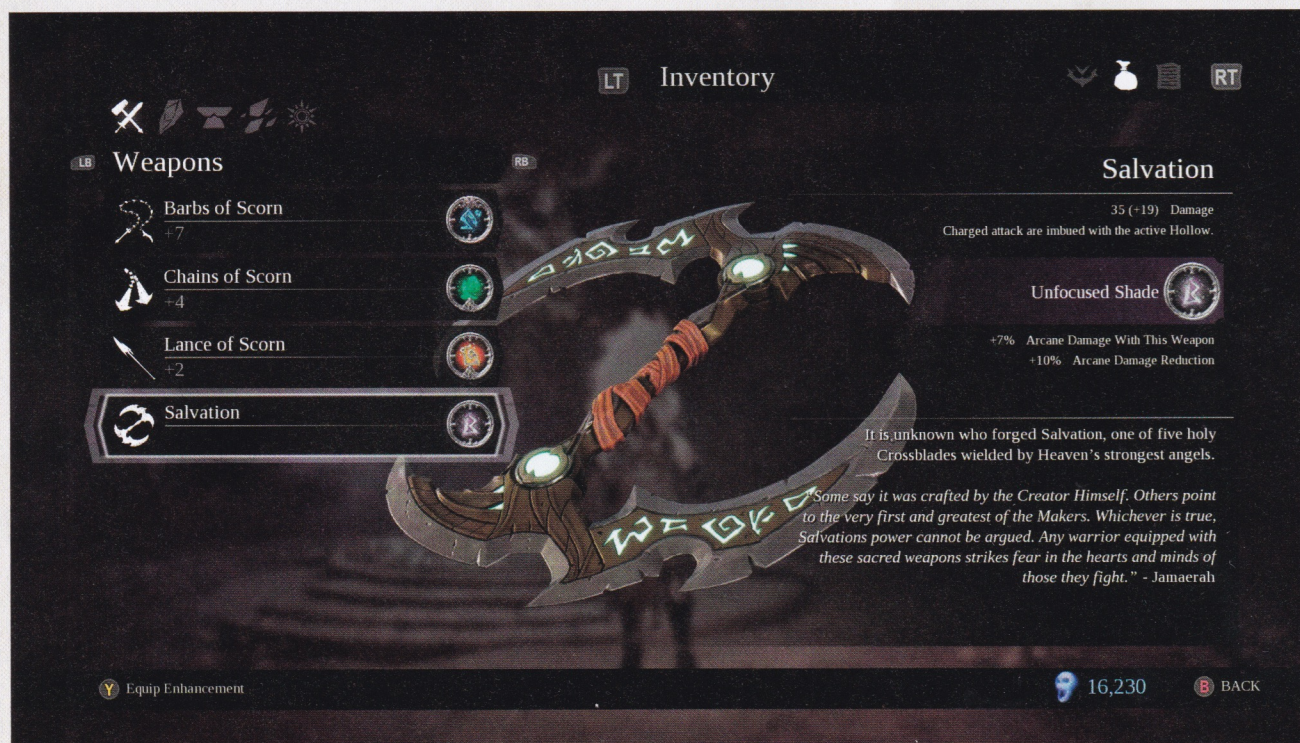 LT Inventory RT
LB Weapons RB
Barbs of Scorn
+7
Chains of Scorn
+4
Lance of Scorn
+2
Salvation
Salvation
35 (+19) Damage
Charged attack are imbued with the active Hollow.
Unfocused Shade
+7% Arcane Damage With This Weapon
+10% Arcane Damage Reduction
It is unknown who forged Salvation, one of five holy
Crossblades wielded by Heaven's strongest angels.
"Some say it was crafted by the Creator Himself. Others point
to the very first and greatest of the Makers. Whichever is true,
Salvations power cannot be argued. Any warrior equipped with
these sacred weapons strikes fear in the hearts and minds of
those they fight." - Jamaerah
Y Equip Enhancement
16,230
B BACK